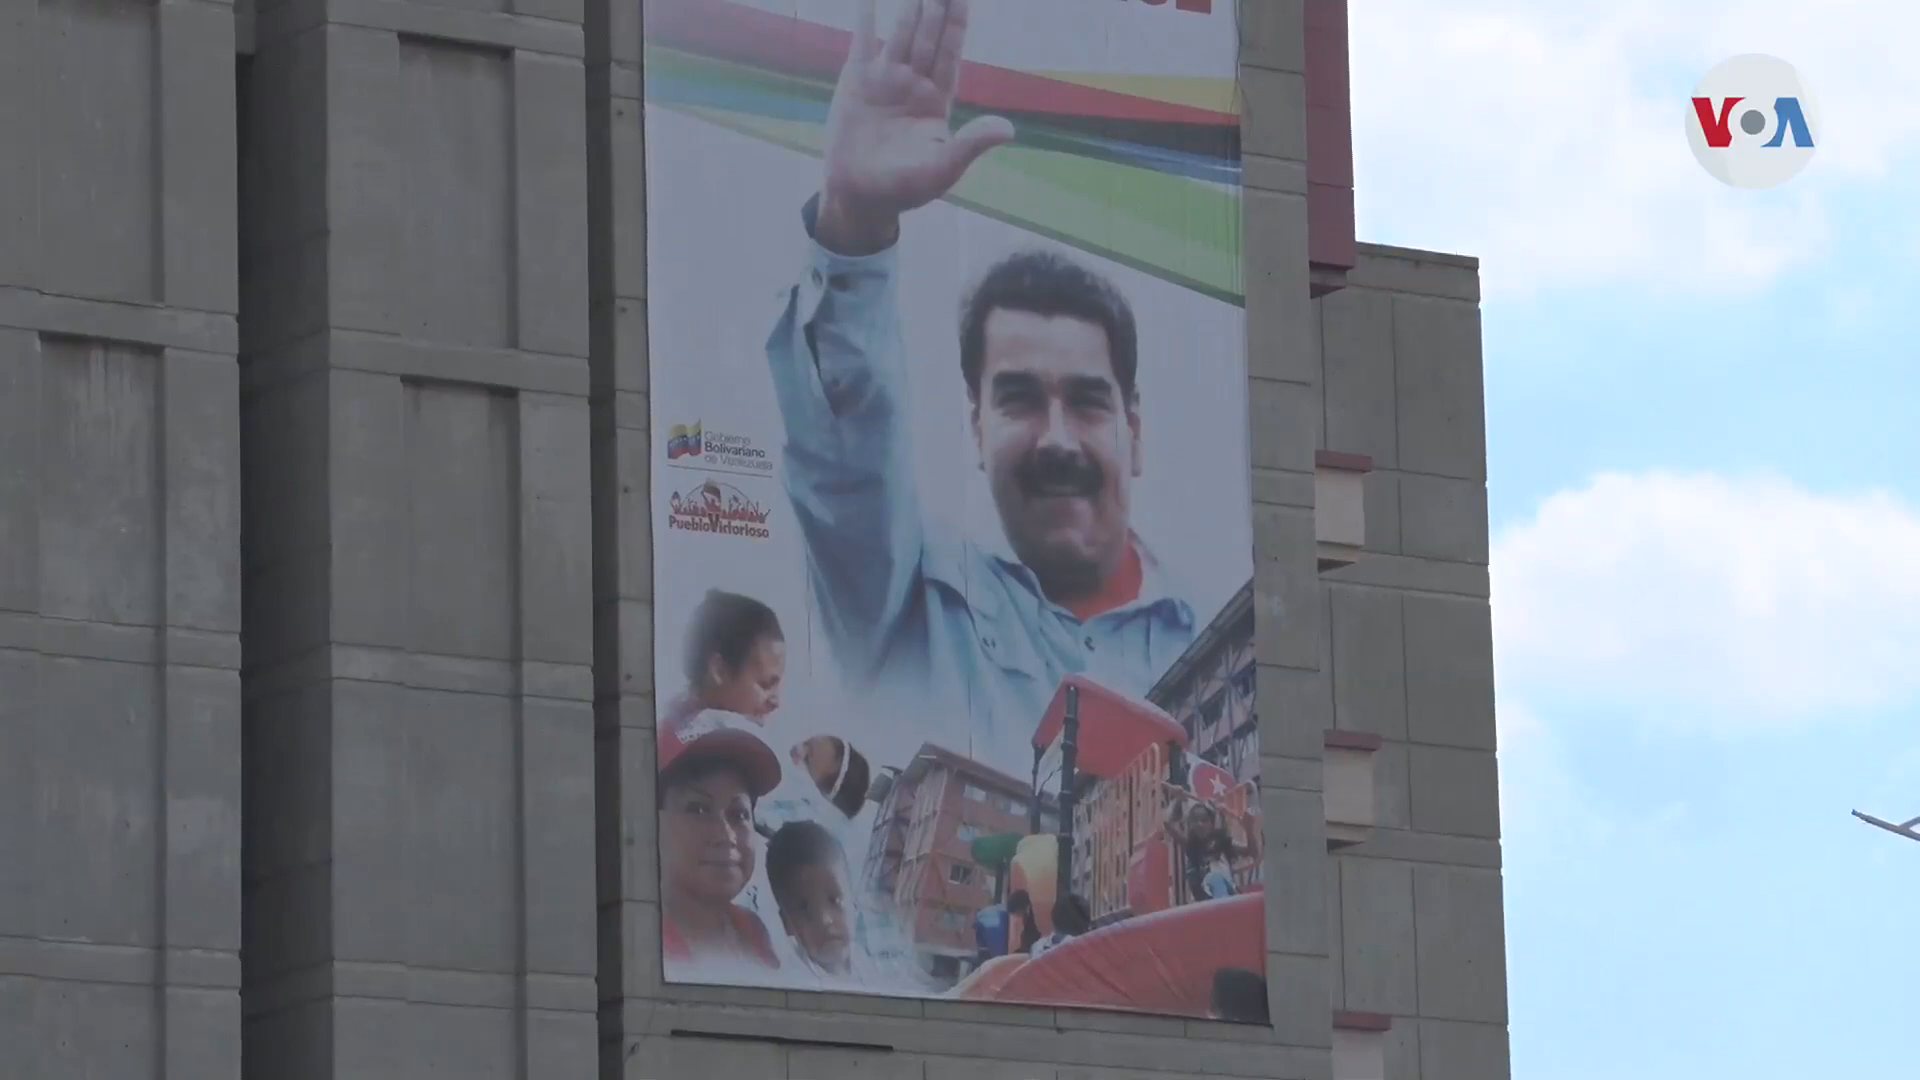 VOA
Gobierno
Bolivariano
de Venezuela
PuebloVictorioso